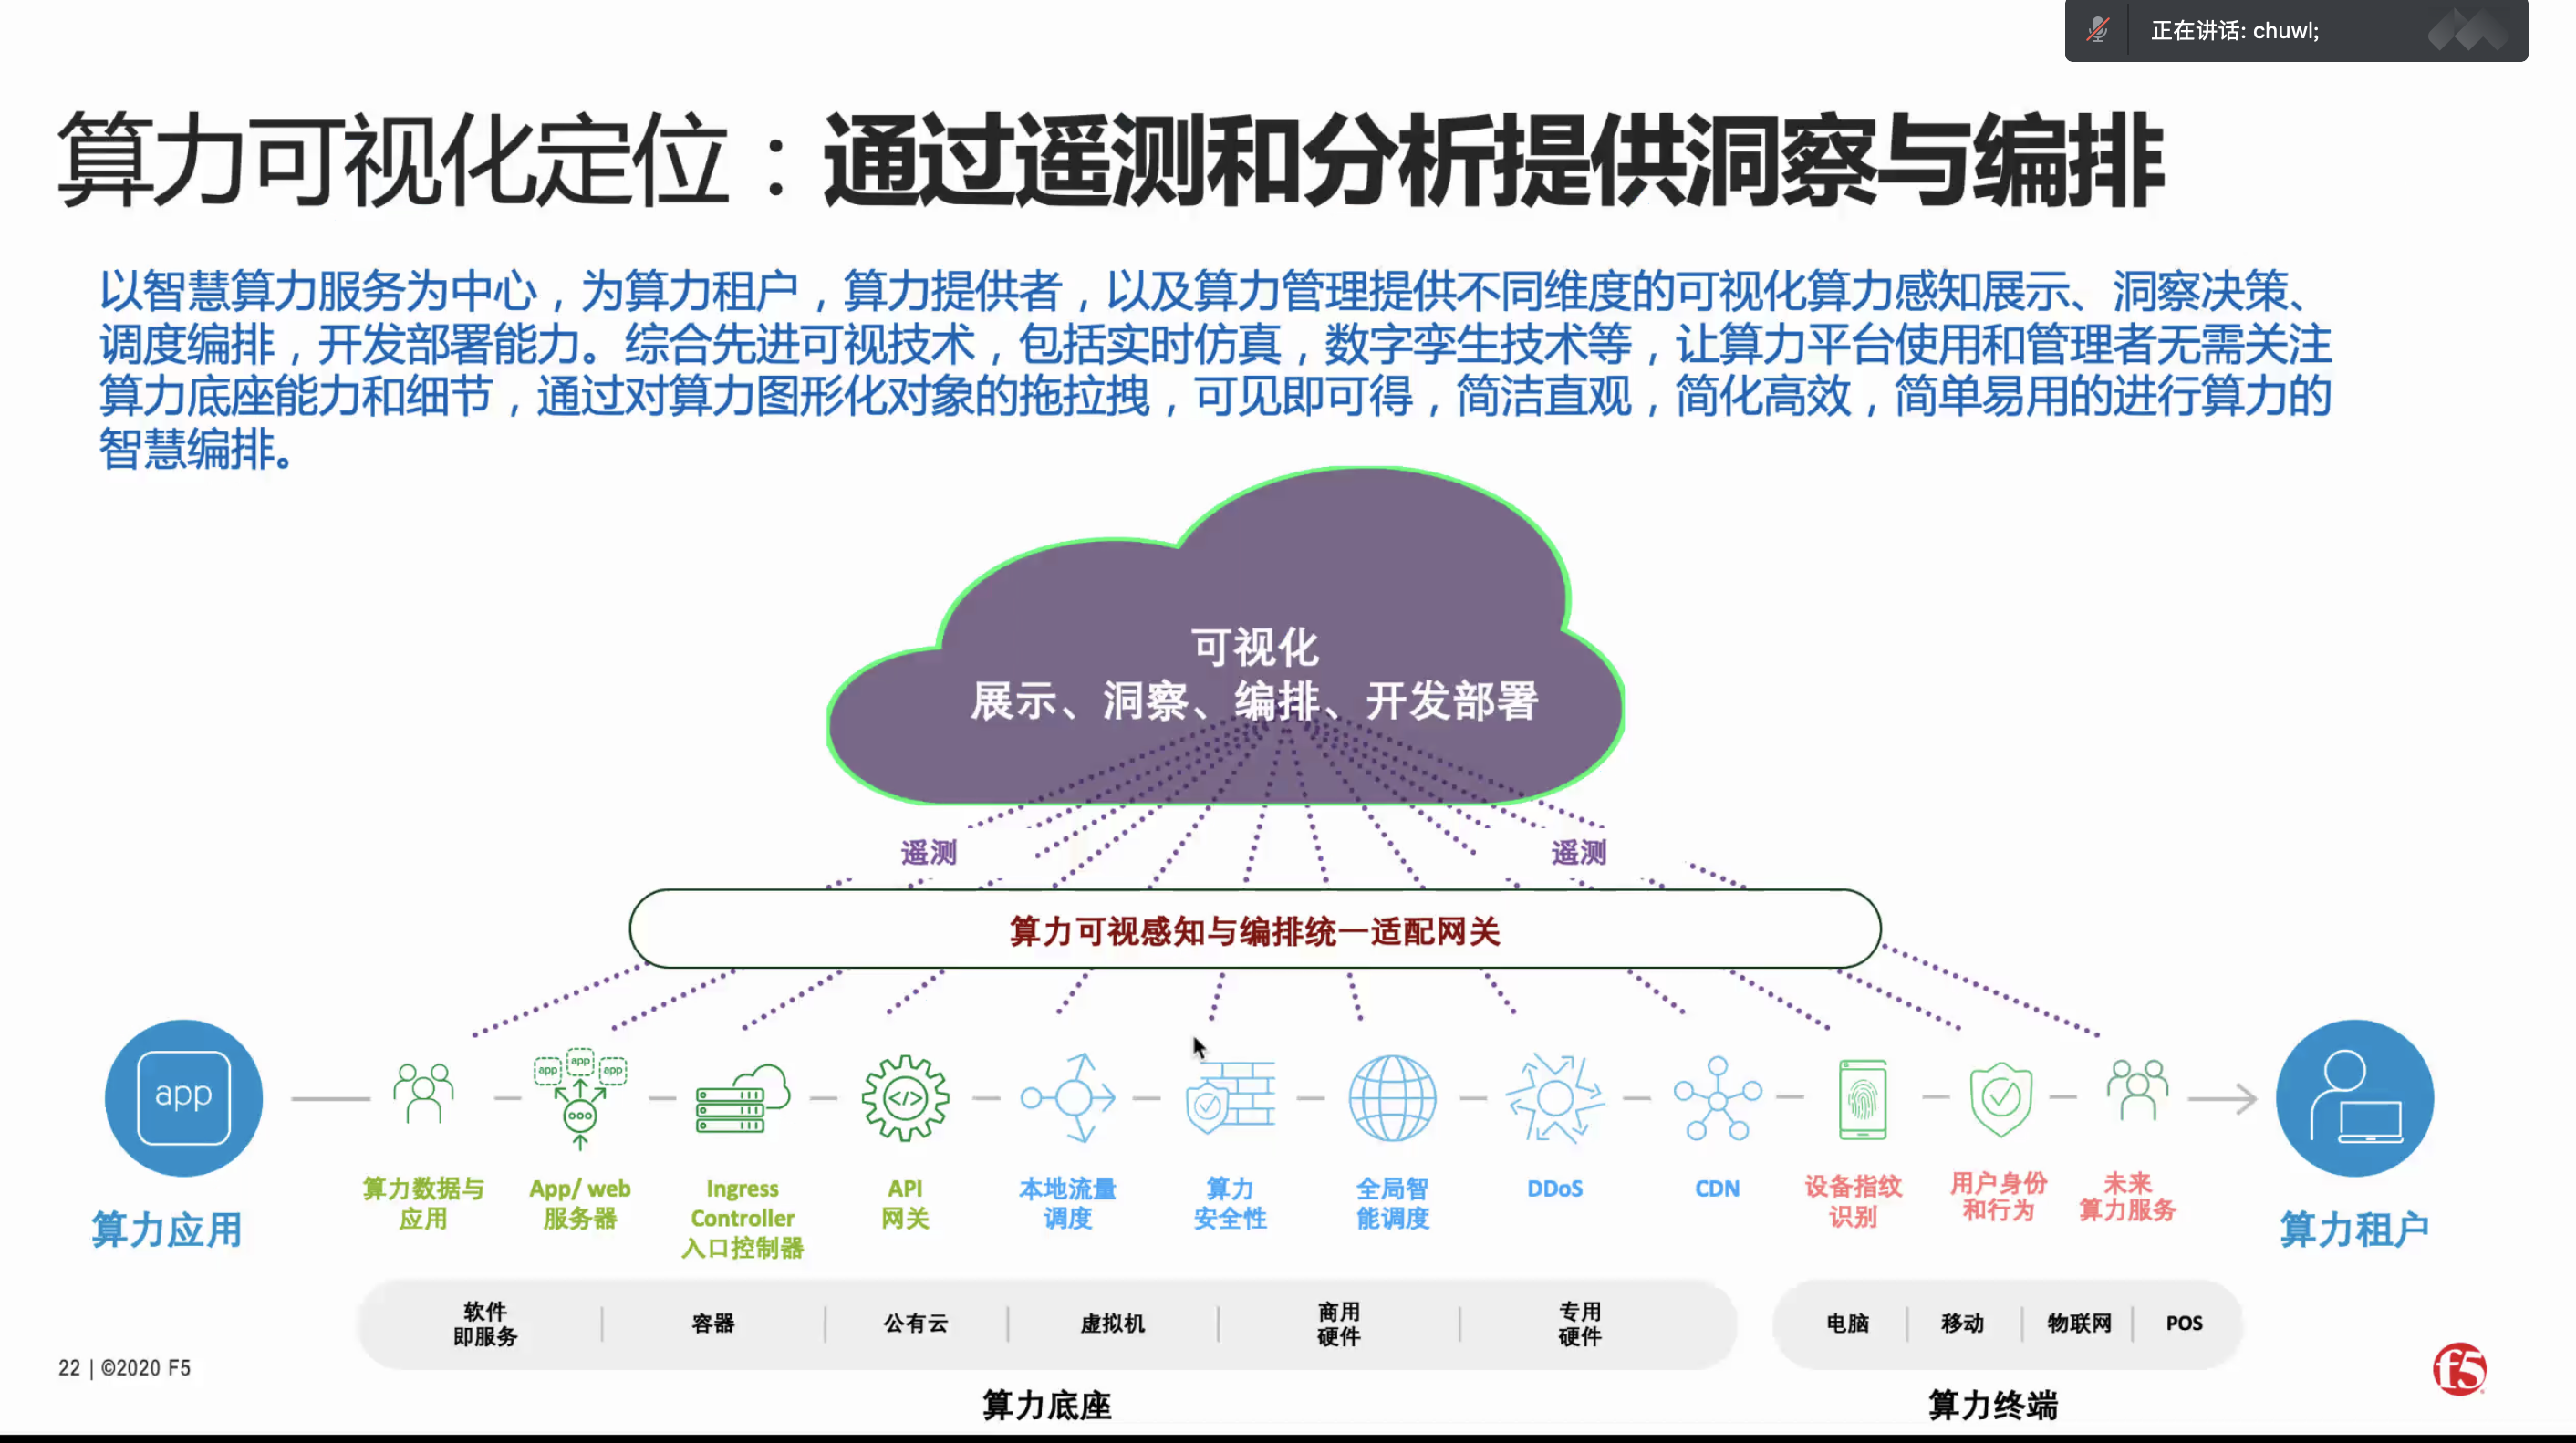 正在讲话: chuwl;
算力可视化定位：通过遥测和分析提供洞察与编排
以智慧算力服务为中心，为算力租户，算力提供者，以及算力管理提供不同维度的可视化算力感知展示、洞察决策、
调度编排，开发部署能力。综合先进可视技术，包括实时仿真，数字孪生技术等，让算力平台使用和管理者无需关注
算力底座能力和细节，通过对算力图形化对象的拖拉拽，可见即可得，简洁直观，简化高效，简单易用的进行算力的
智慧编排。
可视化
展示、洞察、编排、开发部署
遥测
遥测
算力可视感知与编排统一适配网关
app
算力应用
算力数据与
应用
app
app
app
App/ web
服务器
Ingress
Controller
入口控制器
</>
API
网关
本地流量
调度
算力
安全性
全局智
能调度
DDoS
CDN
设备指纹
识别
用户身份
和行为
未来
算力服务
算力租户
软件
即服务
容器
公有云
虚拟机
商用
硬件
专用
硬件
电脑
移动
物联网
POS
算力底座
算力终端
22 | ©2020 F5
f5